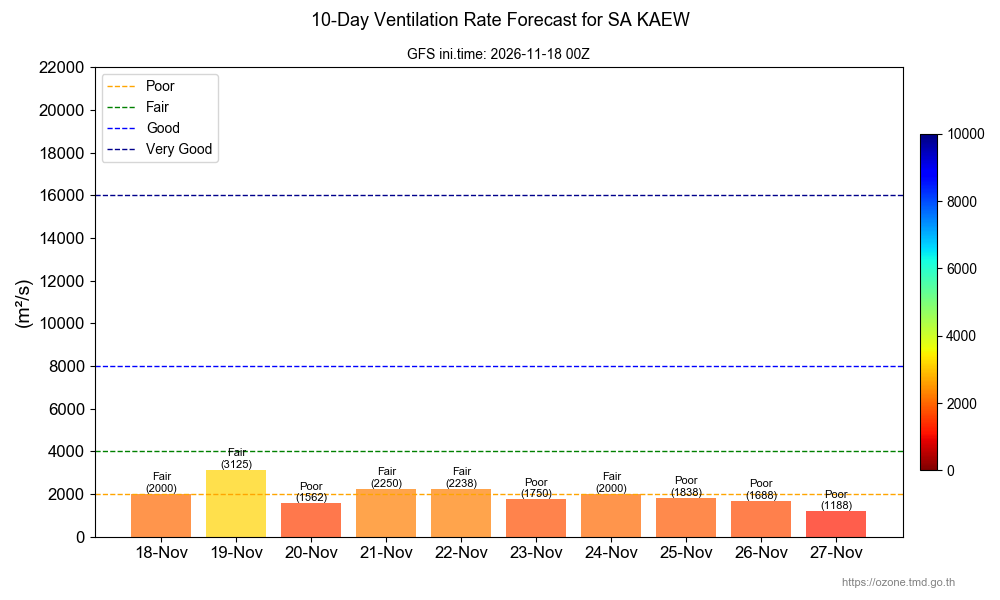 10-Day Ventilation Rate Forecast for SA KAEW
GFS ini.time: 2026-11-18 00Z
22000
20000
18000
16000
14000
12000
10000
8000
6000
4000
2000
0
(m²/s)
Poor
Fair
Good
Very Good
Fair
(2000)
Fair
(3125)
Poor
(1562)
Fair
(2250)
Fair
(2238)
Poor
(1750)
Fair
(2000)
Poor
(1838)
Poor
(1688)
Poor
(1188)
18-Nov 19-Nov 20-Nov 21-Nov 22-Nov 23-Nov 24-Nov 25-Nov 26-Nov 27-Nov
10000
8000
6000
4000
2000
0
https://ozone.tmd.go.th